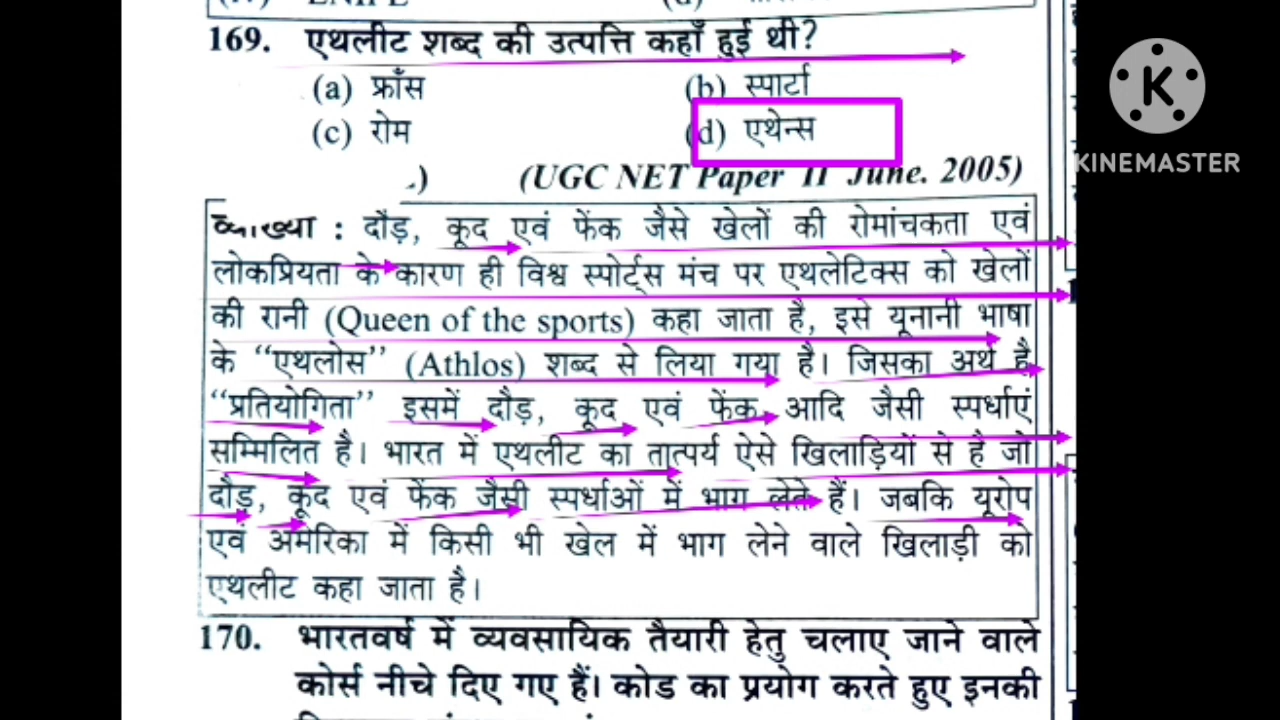 169. एथलीट शब्द की उत्पत्ति कहाँ हुई थी?
(a) फ्राँस (b) स्पार्टा
(c) रोम (d) एथेन्स
(UGC NET Paper II June. 2005)
व्याख्या : दौड़, कूद एवं फेंक जैसे खेलों की रोमांचकता एवं
लोकप्रियता के कारण ही विश्व स्पोर्ट्स मंच पर एथलेटिक्स को खेलों
की रानी (Queen of the sports) कहा जाता है, इसे यूनानी भाषा
के “एथलोस” (Athlos) शब्द से लिया गया है। जिसका अर्थ है
“प्रतियोगिता” इसमें दौड़, कूद एवं फेंक आदि जैसी स्पर्धाएं
सम्मिलित है। भारत में एथलीट का तात्पर्य ऐसे खिलाड़ियों से है जो
दौड़, कूद एवं फेंक जैसी स्पर्धाओं में भाग लेते हैं। जबकि यूरोप
एवं अमेरिका में किसी भी खेल में भाग लेने वाले खिलाड़ी को
एथलीट कहा जाता है।
170. भारतवर्ष में व्यवसायिक तैयारी हेतु चलाए जाने वाले
कोर्स नीचे दिए गए हैं। कोड का प्रयोग करते हुए इनकी
K
KINEMASTER